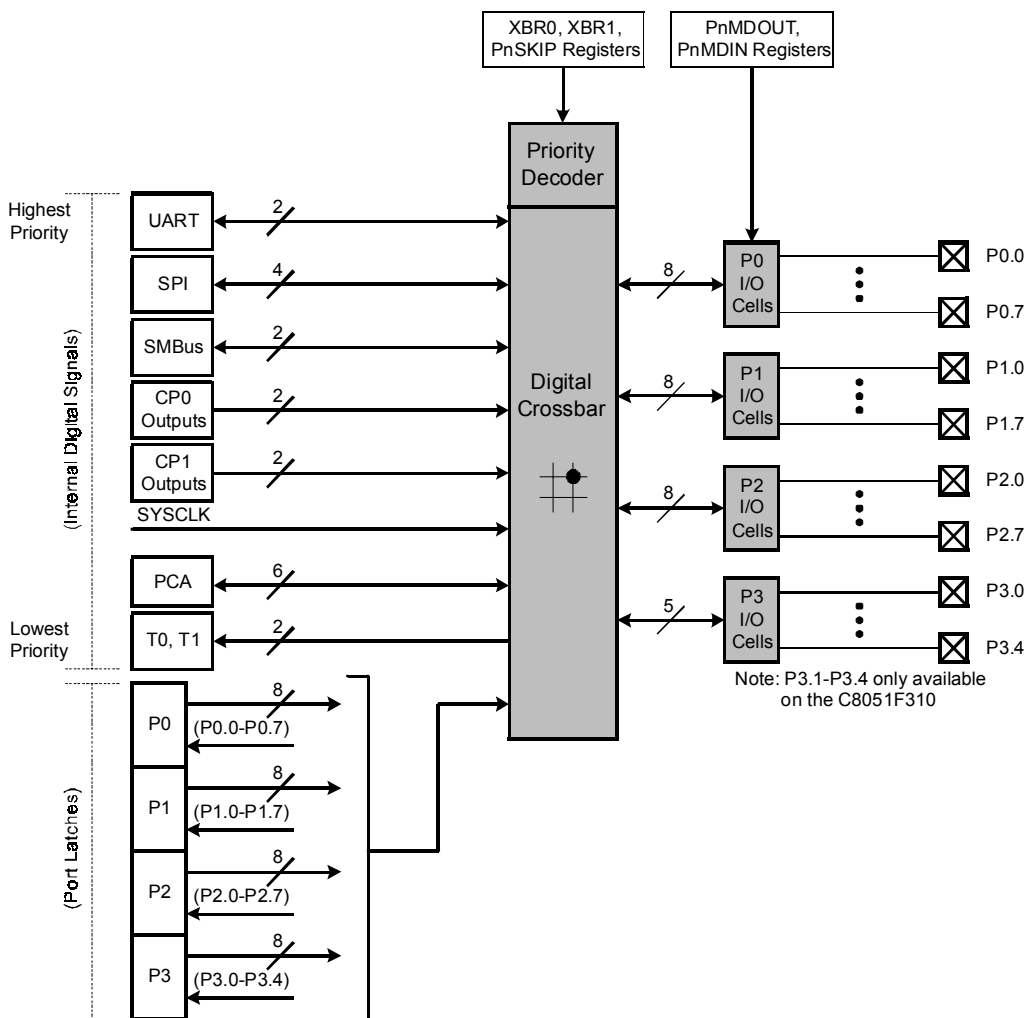 XBR0, XBR1,
PnSKIP Registers
PnMDOUT,
PnMDIN Registers
Priority
Decoder
Highest
Priority
(Internal Digital Signals)
UART
2
SPI
4
SMBus
2
CP0
Outputs
2
CP1
Outputs
2
SYSCLK
PCA
6
Lowest
Priority
T0, T1
2
Digital
Crossbar
8
P0
I/O
Cells
P0.0
P0.7
8
P1
I/O
Cells
P1.0
P1.7
8
P2
I/O
Cells
P2.0
P2.7
5
P3
I/O
Cells
P3.0
P3.4
Note: P3.1-P3.4 only available
on the C8051F310
(Port Latches)
P0
8
(P0.0-P0.7)
P1
8
(P1.0-P1.7)
P2
8
(P2.0-P2.7)
P3
8
(P3.0-P3.4)